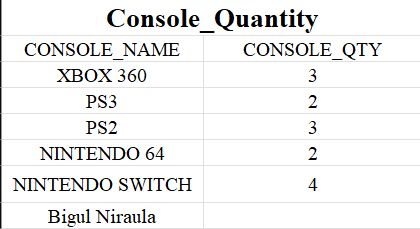 Console_Quantity
CONSOLE_NAME CONSOLE_QTY
XBOX 360 3
PS3 2
PS2 3
NINTENDO 64 2
NINTENDO SWITCH 4
Bigul Niraula